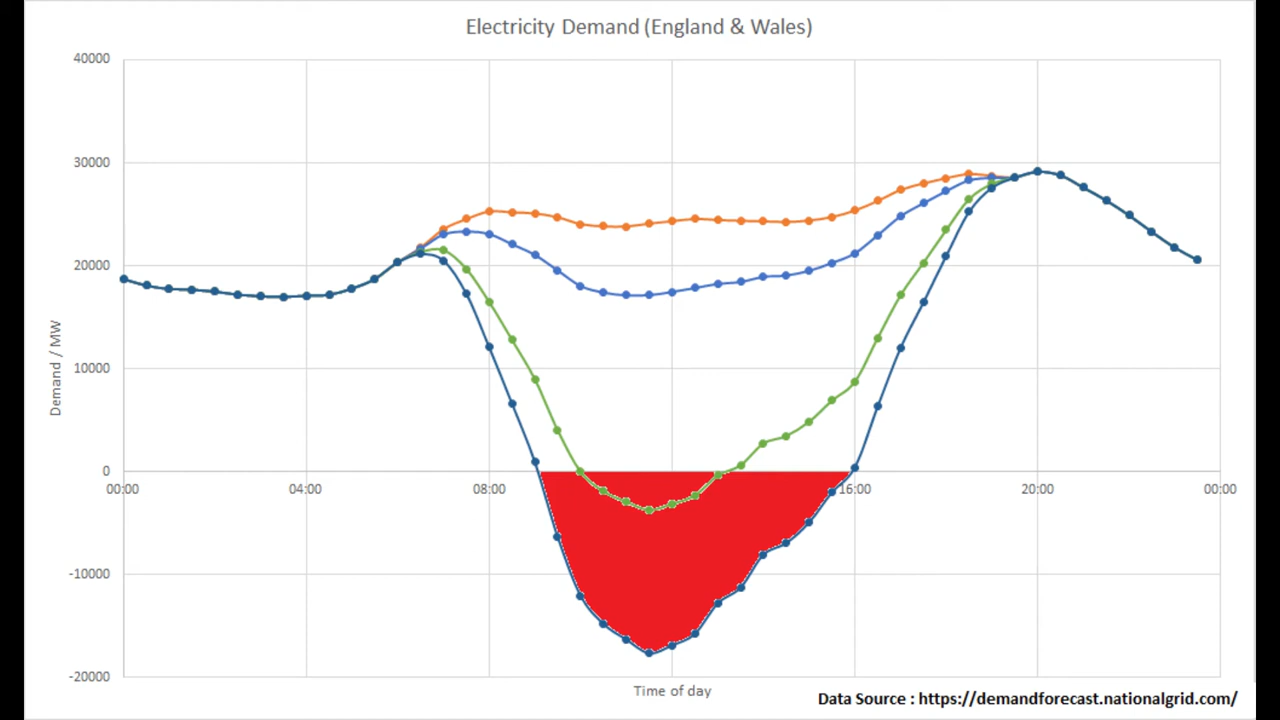 Electricity Demand (England & Wales)
40000
30000
20000
10000
0
-10000
-20000
Demand / MW
00:00 04:00 08:00 16:00 20:00 00:00
Time of day
Data Source : https://demandforecast.nationalgrid.com/